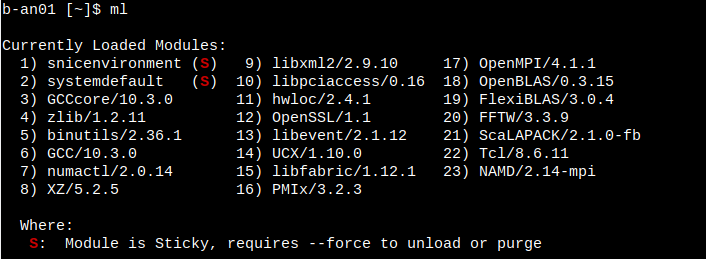 b-an01 [~]$ ml
Currently Loaded Modules:
1) snicenvironment (S) 9) libxml2/2.9.10 17) OpenMPI/4.1.1
2) systemdefault (S) 10) libpciaccess/0.16 18) OpenBLAS/0.3.15
3) GCCcore/10.3.0 11) hwloc/2.4.1 19) FlexiBLAS/3.0.4
4) zlib/1.2.11 12) OpenSSL/1.1 20) FFTW/3.3.9
5) binutils/2.36.1 13) libevent/2.1.12 21) ScaLAPACK/2.1.0-fb
6) GCC/10.3.0 14) UCX/1.10.0 22) Tcl/8.6.11
7) numactl/2.0.14 15) libfabric/1.12.1 23) NAMD/2.14-mpi
8) XZ/5.2.5 16) PMIx/3.2.3
Where:
S: Module is Sticky, requires --force to unload or purge